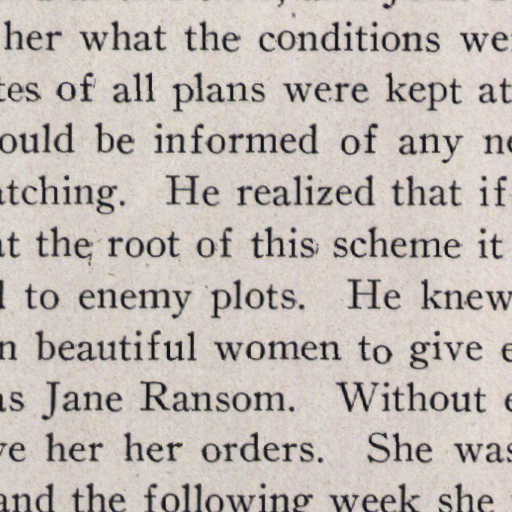 her what the conditions we
tes of all plans were kept at
ould be informed of any ne
atching. He realized that if
at the root of this scheme it
to enemy plots. He knew
n beautiful women to give e
as Jane Ransom. Without e
ve her her orders. She was
and the following week she